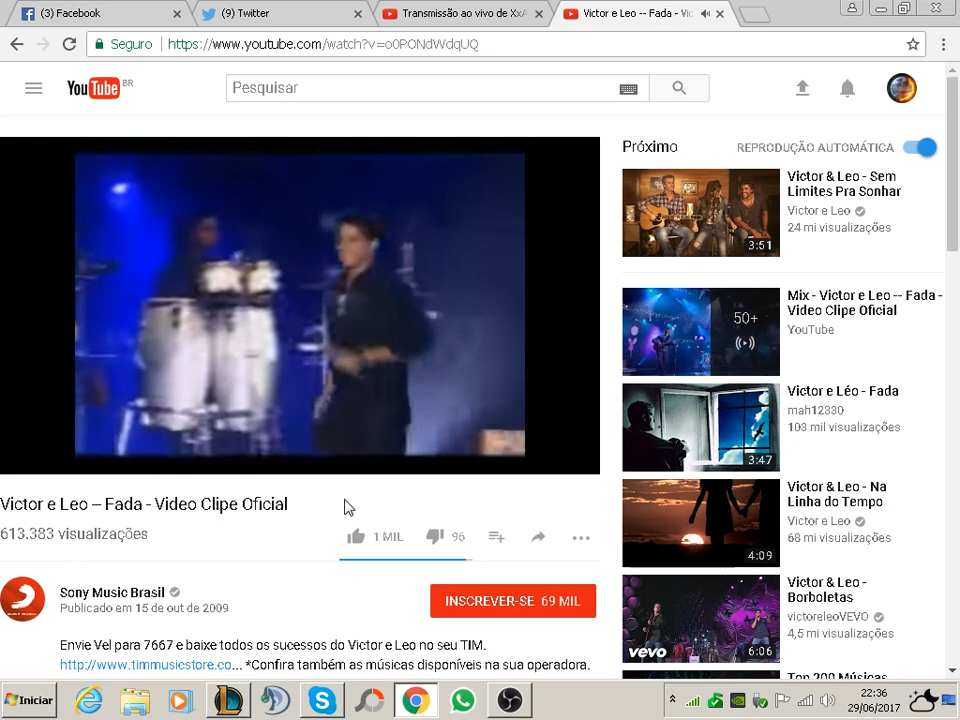 (3) Facebook
(9) Twitter
Transmissão ao vivo de XxA
Victor e Leo -- Fada - Vid
Seguro
https://www.youtube.com/watch?v=o0PONdWdqUQ
YouTube BR
Pesquisar
Próximo
REPRODUÇÃO AUTOMÁTICA
Victor & Leo - Sem
Limites Pra Sonhar
Victor e Leo
24 mi visualizações
3:51
Mix - Victor e Leo -- Fada -
Video Clipe Oficial
YouTube
50+
Victor e Léo - Fada
mah12330
103 mil visualizações
3:47
Victor & Leo - Na
Linha do Tempo
Victor e Leo
68 mi visualizações
4:09
Victor & Leo -
Borboletas
victoreleoVEVO
4,5 mi visualizações
vevo
6:06
Top 200 Músicas
Victor e Leo -- Fada - Video Clipe Oficial
613.383 visualizações
1 MIL
96
Sony Music Brasil
Publicado em 15 de out de 2009
INSCREVER-SE 69 MIL
Envie Vel para 7667 e baixe todos os sucessos do Victor e Leo no seu TIM.
http://www.timmusicstore.co... *Confira também as músicas disponíveis na sua operadora.
Iniciar
22:36
29/06/2017